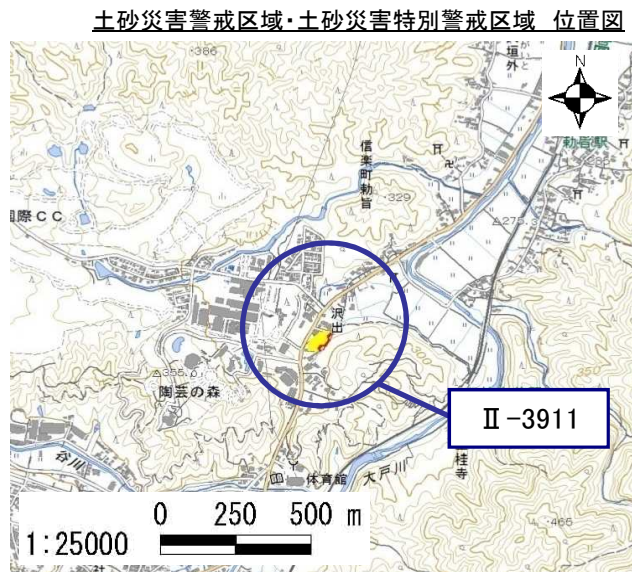 土砂災害警戒区域・土砂災害特別警戒区域 位置図
・386
垣外
N
勅旨駅
信楽町勅旨
・329
国際CC
△275.
沢出
300
350
△355.0
陶芸の森
Ⅱ-3911
谷川
体育館
大戸川
桂寺
・465
0 250 500 m
1:25000